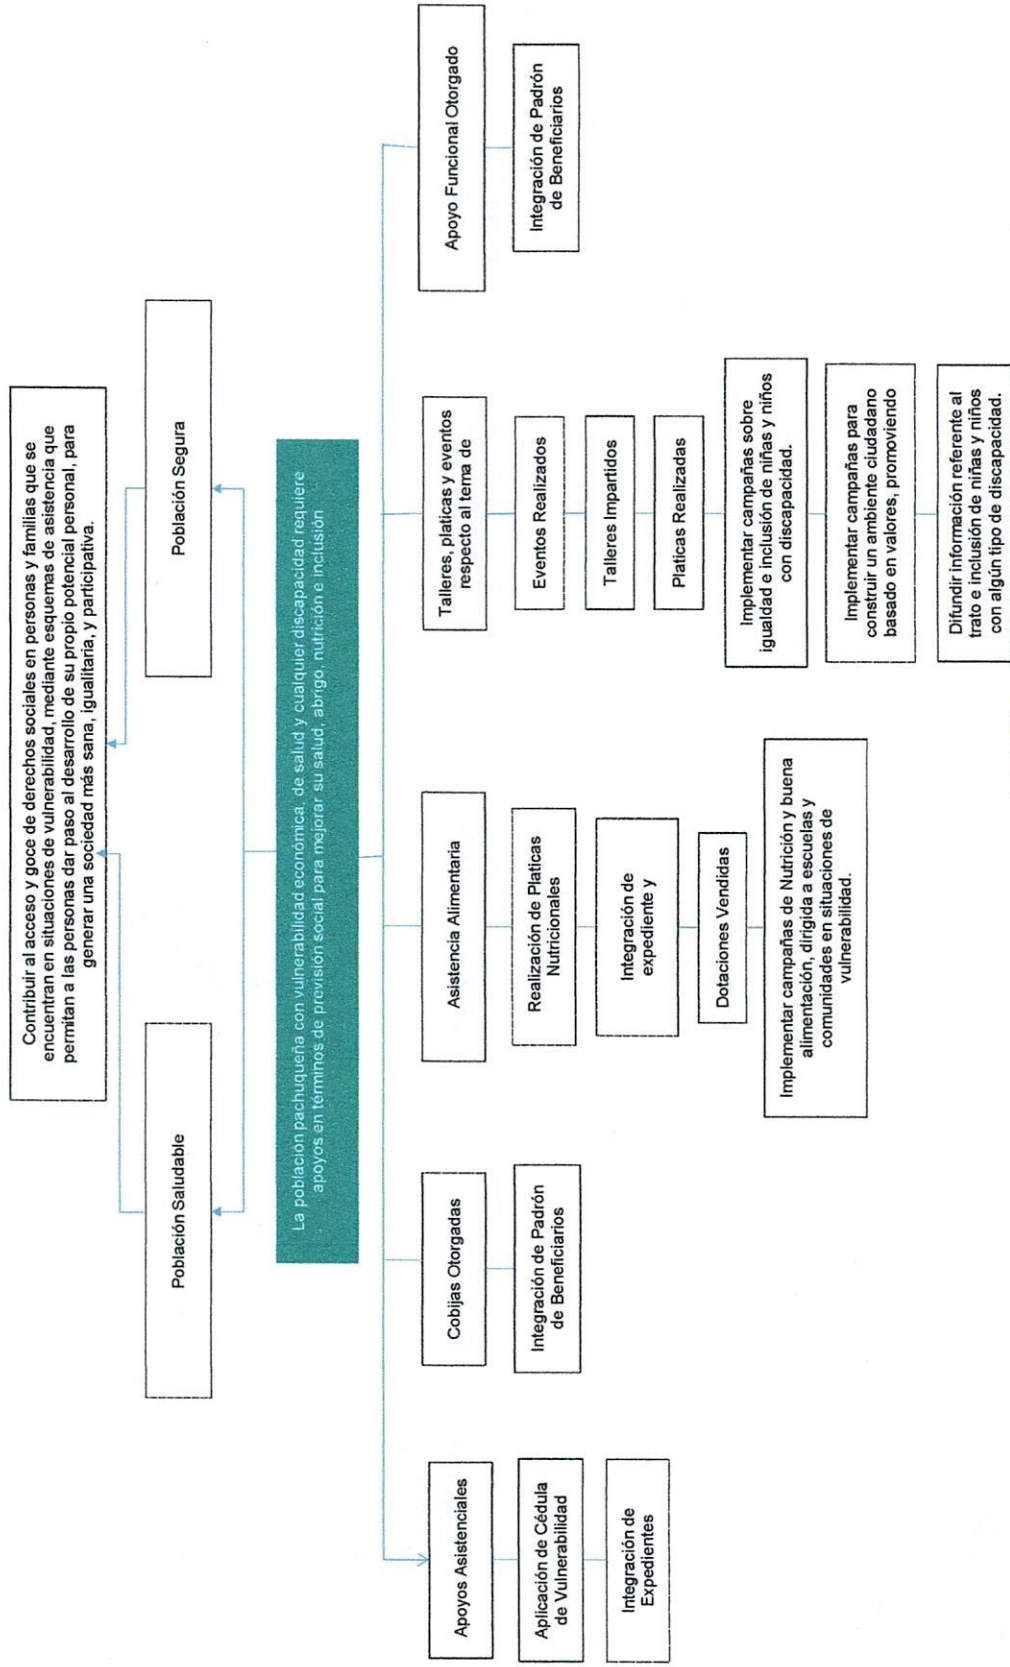 Contribuir al acceso y goce de derechos sociales en personas y familias que se
encuentran en situaciones de vulnerabilidad, mediante esquemas de asistencia que
permitan a las personas dar paso al desarrollo de su propio potencial personal, para
generar una sociedad más sana, igualitaria, y participativa.
Población Saludable
Población Segura
La población pachuqueña con vulnerabilidad económica, de salud y cualquier discapacidad requiere
apoyos en términos de previsión social para mejorar su salud, abrigo, nutrición e inclusión
.
Apoyos Asistenciales
Aplicación de Cédula
de Vulnerabilidad
Integración de
Expedientes
Cobijas Otorgadas
Integración de Padrón
de Beneficiarios
Asistencia Alimentaria
Realización de Platicas
Nutricionales
Integración de
expediente y
Dotaciones Vendidas
Implementar campañas de Nutrición y buena
alimentación, dirigida a escuelas y
comunidades en situaciones de
vulnerabilidad.
Talleres, platicas y eventos
respecto al tema de
Eventos Realizados
Talleres Impartidos
Platicas Realizadas
Implementar campañas sobre
igualdad e inclusión de niñas y niños
con discapacidad.
Implementar campañas para
construir un ambiente ciudadano
basado en valores, promoviendo
Difundir información referente al
trato e inclusión de niñas y niños
con algún tipo de discapacidad.
Apoyo Funcional Otorgado
Integración de Padrón
de Beneficiarios